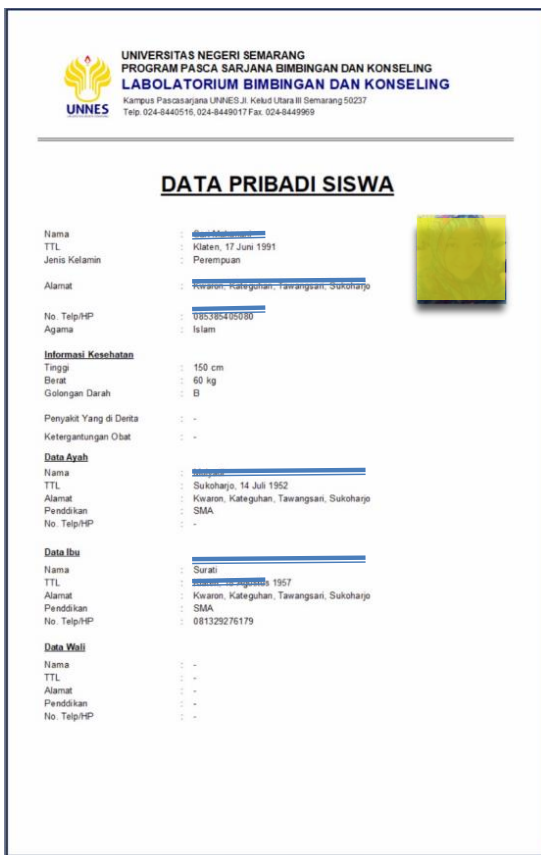 UNIVERSITAS NEGERI SEMARANG
PROGRAM PASCA SARJANA BIMBINGAN DAN KONSELING
LABOLATORIUM BIMBINGAN DAN KONSELING
Kampus Pascasarjana UNNES Jl. Kelud Utara III Semarang 50237
Telp. 024-8440516, 024-8449017 Fax. 024-8449969
UNNES
DATA PRIBADI SISWA
Nama :
TTL : Klaten, 17 Juni 1991
Jenis Kelamin : Perempuan
Alamat :
No. Telp/HP : 085385405080
Agama : Islam
Informasi Kesehatan
Tinggi : 150 cm
Berat : 60 kg
Golongan Darah : B
Penyakit Yang di Derita : -
Ketergantungan Obat : -
Data Ayah
Nama :
TTL : Sukoharjo, 14 Juli 1952
Alamat : Kwaron, Kateguhan, Tawangsari, Sukoharjo
Penddikan : SMA
No. Telp/HP : -
Data Ibu
Nama : Surati
TTL : 1957
Alamat : Kwaron, Kateguhan, Tawangsari, Sukoharjo
Penddikan : SMA
No. Telp/HP : 081329276179
Data Wali
Nama : -
TTL : -
Alamat : -
Penddikan : -
No. Telp/HP : -